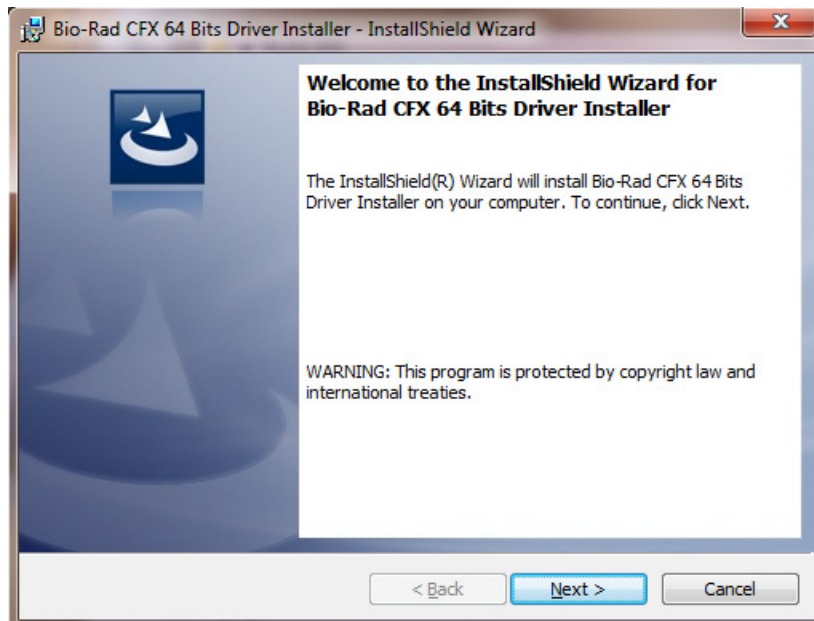 Bio-Rad CFX 64 Bits Driver Installer - InstallShield Wizard
X
Welcome to the InstallShield Wizard for
Bio-Rad CFX 64 Bits Driver Installer
The InstallShield(R) Wizard will install Bio-Rad CFX 64 Bits
Driver Installer on your computer. To continue, click Next.
WARNING: This program is protected by copyright law and
international treaties.
< Back
Next >
Cancel